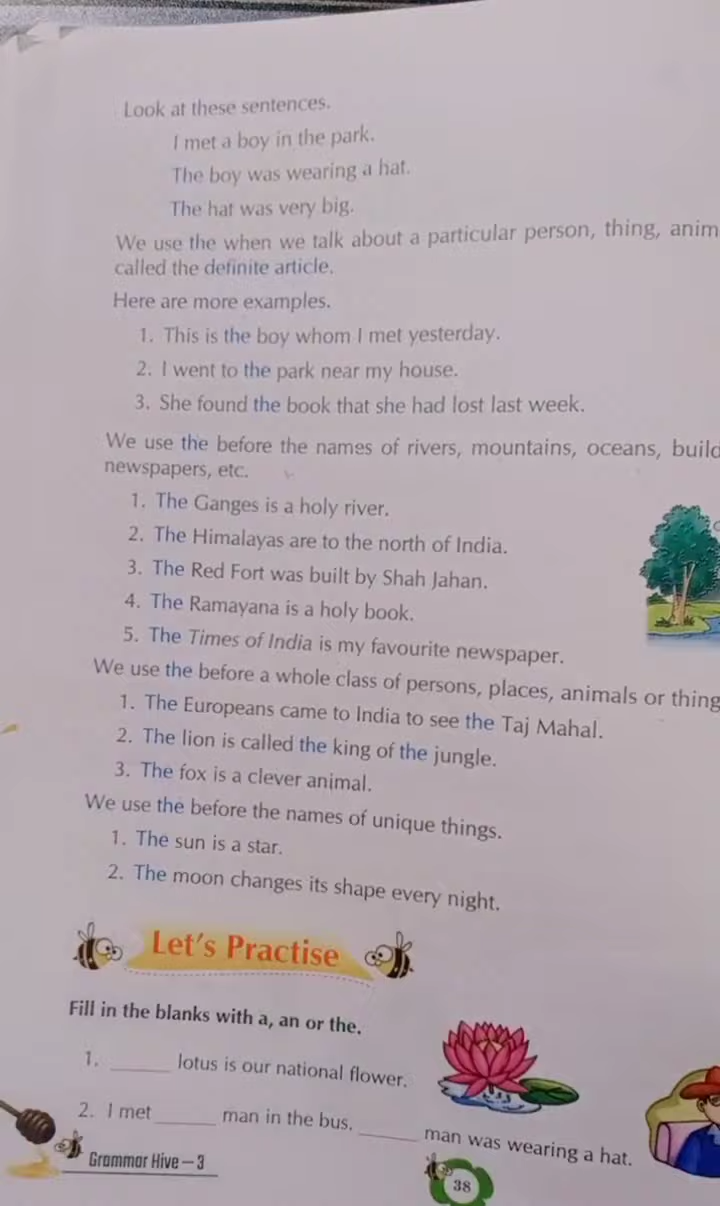 Look at these sentences.
I met a boy in the park.
The boy was wearing a hat.
The hat was very big.
We use the when we talk about a particular person, thing,
called the definite article.
Here are more examples.
1. This is the boy whom I met yesterday.
2. I went to the park near my house.
3. She found the book that she had lost last week.
We use the before the names of rivers, mountains, oceans,
newspapers, etc.
1. The Ganges is a holy river.
2. The Himalayas are to the north of India.
3. The Red Fort was built by Shah Jahan.
4. The Ramayana is a holy book.
5. The Times of India is my favourite newspaper.
We use the before a whole class of persons, places, animals or
1. The Europeans came to India to see the Taj Mahal.
2. The lion is called the king of the jungle.
3. The fox is a clever animal.
We use the before the names of unique things.
1. The sun is a star.
2. The moon changes its shape every night.
Let's Practise
Fill in the blanks with a, an or the.
1. ______ lotus is our national flower.
2. I met ______ man in the bus. ______ man was wearing a hat.
Grammar Hive – 3
38